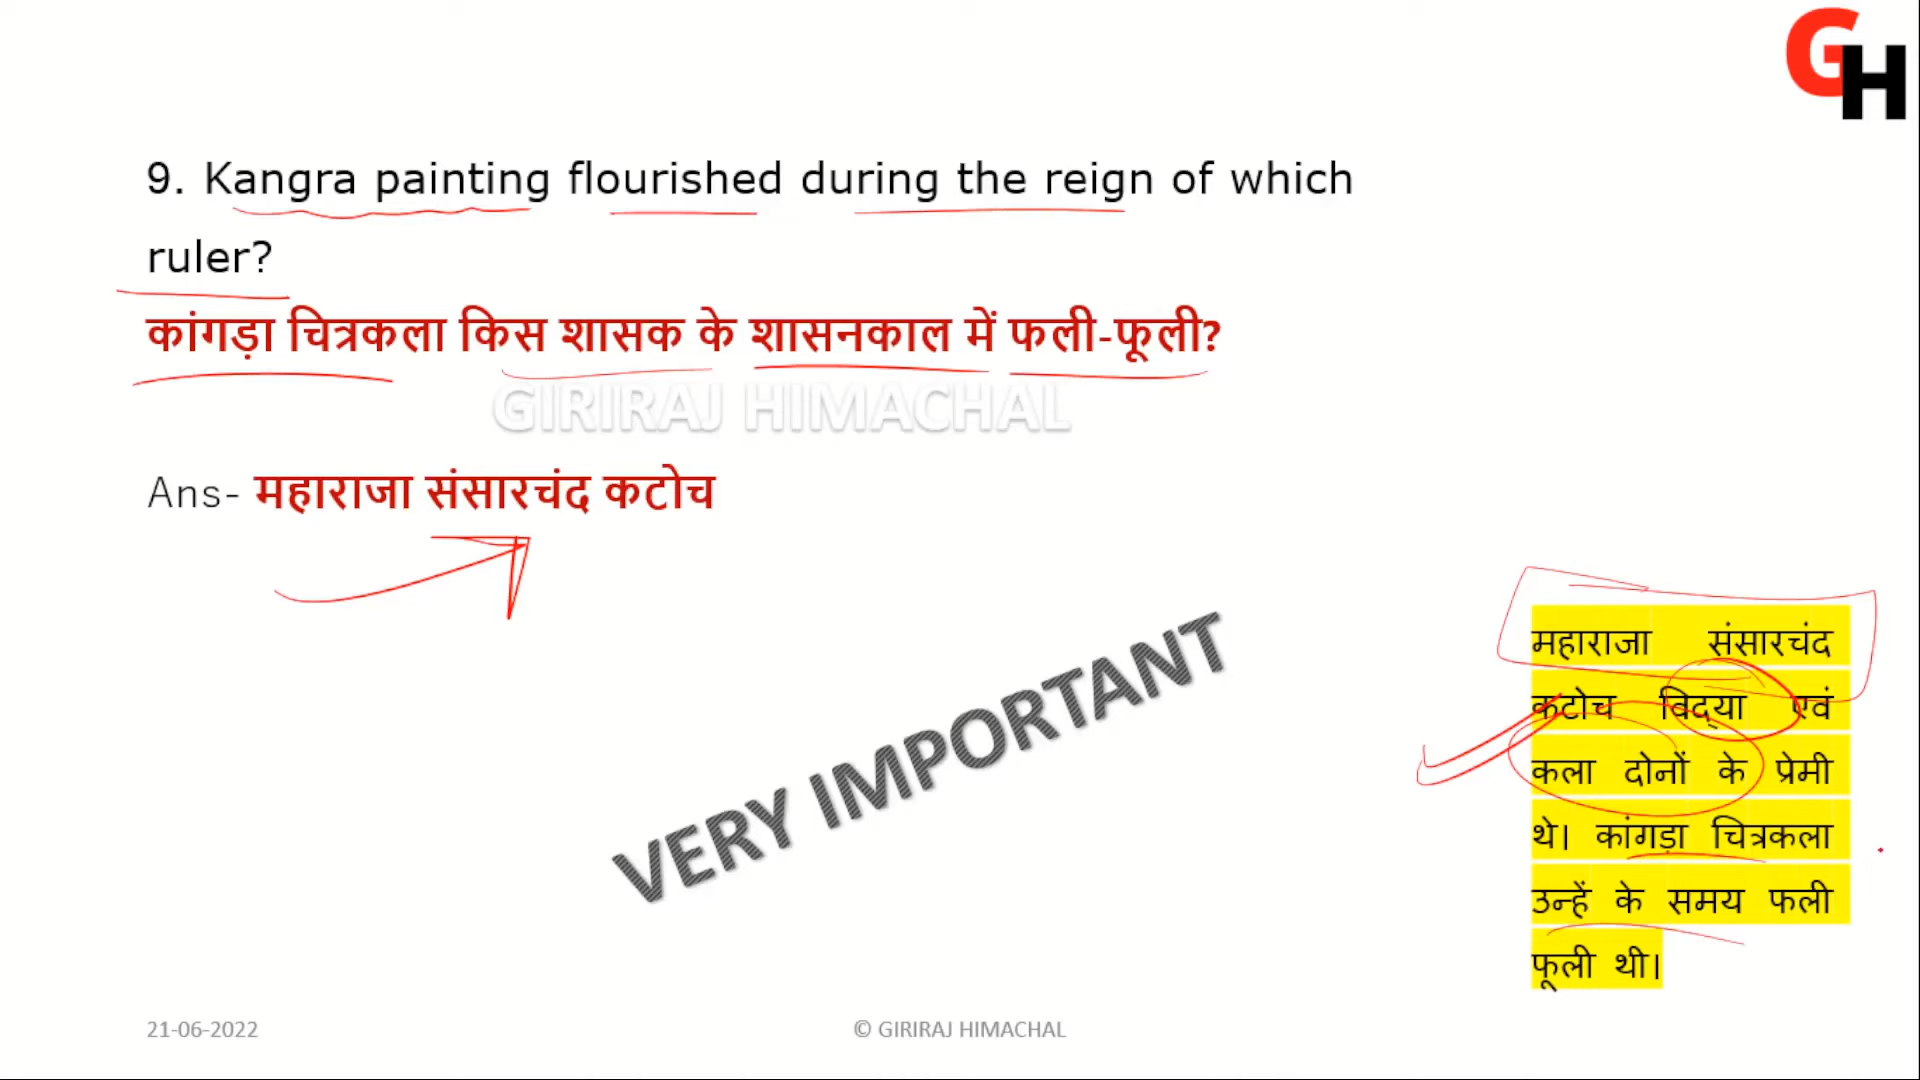 GH
9. Kangra painting flourished during the reign of which
ruler?
कांगड़ा चित्रकला किस शासक के शासनकाल में फली-फूली?
GIRIRAJ HIMACHAL
Ans- महाराजा संसारचंद कटोच
VERY IMPORTANT
महाराजा संसारचंद
कटोच विद्या एवं
कला दोनों के प्रेमी
थे। कांगड़ा चित्रकला
उन्हें के समय फली
फूली थी।
21-06-2022
© GIRIRAJ HIMACHAL